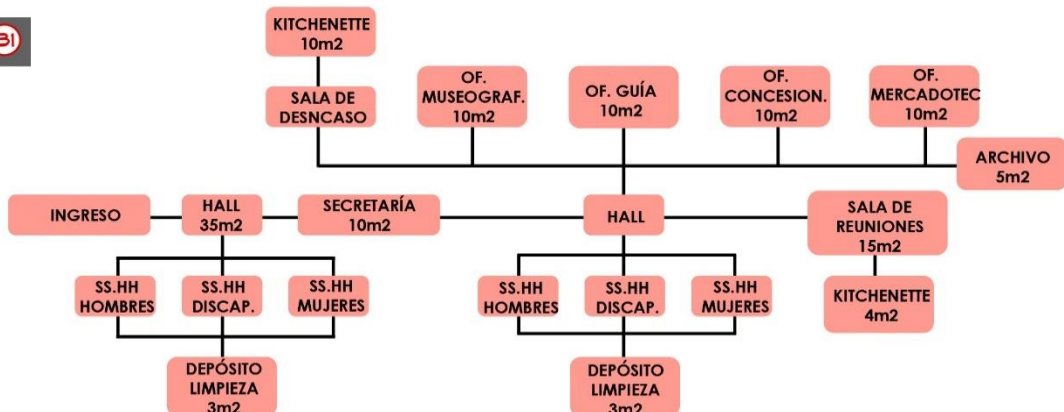 BI
KITCHENETTE
10m2
SALA DE
DESNCASO
OF.
MUSEOGRAF.
10m2
OF. GUÍA
10m2
OF.
CONCESION.
10m2
OF.
MERCADOTEC
10m2
ARCHIVO
5m2
INGRESO
HALL
35m2
SECRETARÍA
10m2
HALL
SALA DE
REUNIONES
15m2
SS.HH
HOMBRES
SS.HH
DISCAP.
SS.HH
MUJERES
SS.HH
HOMBRES
SS.HH
DISCAP.
SS.HH
MUJERES
KITCHENETTE
4m2
DEPÓSITO
LIMPIEZA
3m2
DEPÓSITO
LIMPIEZA
3m2